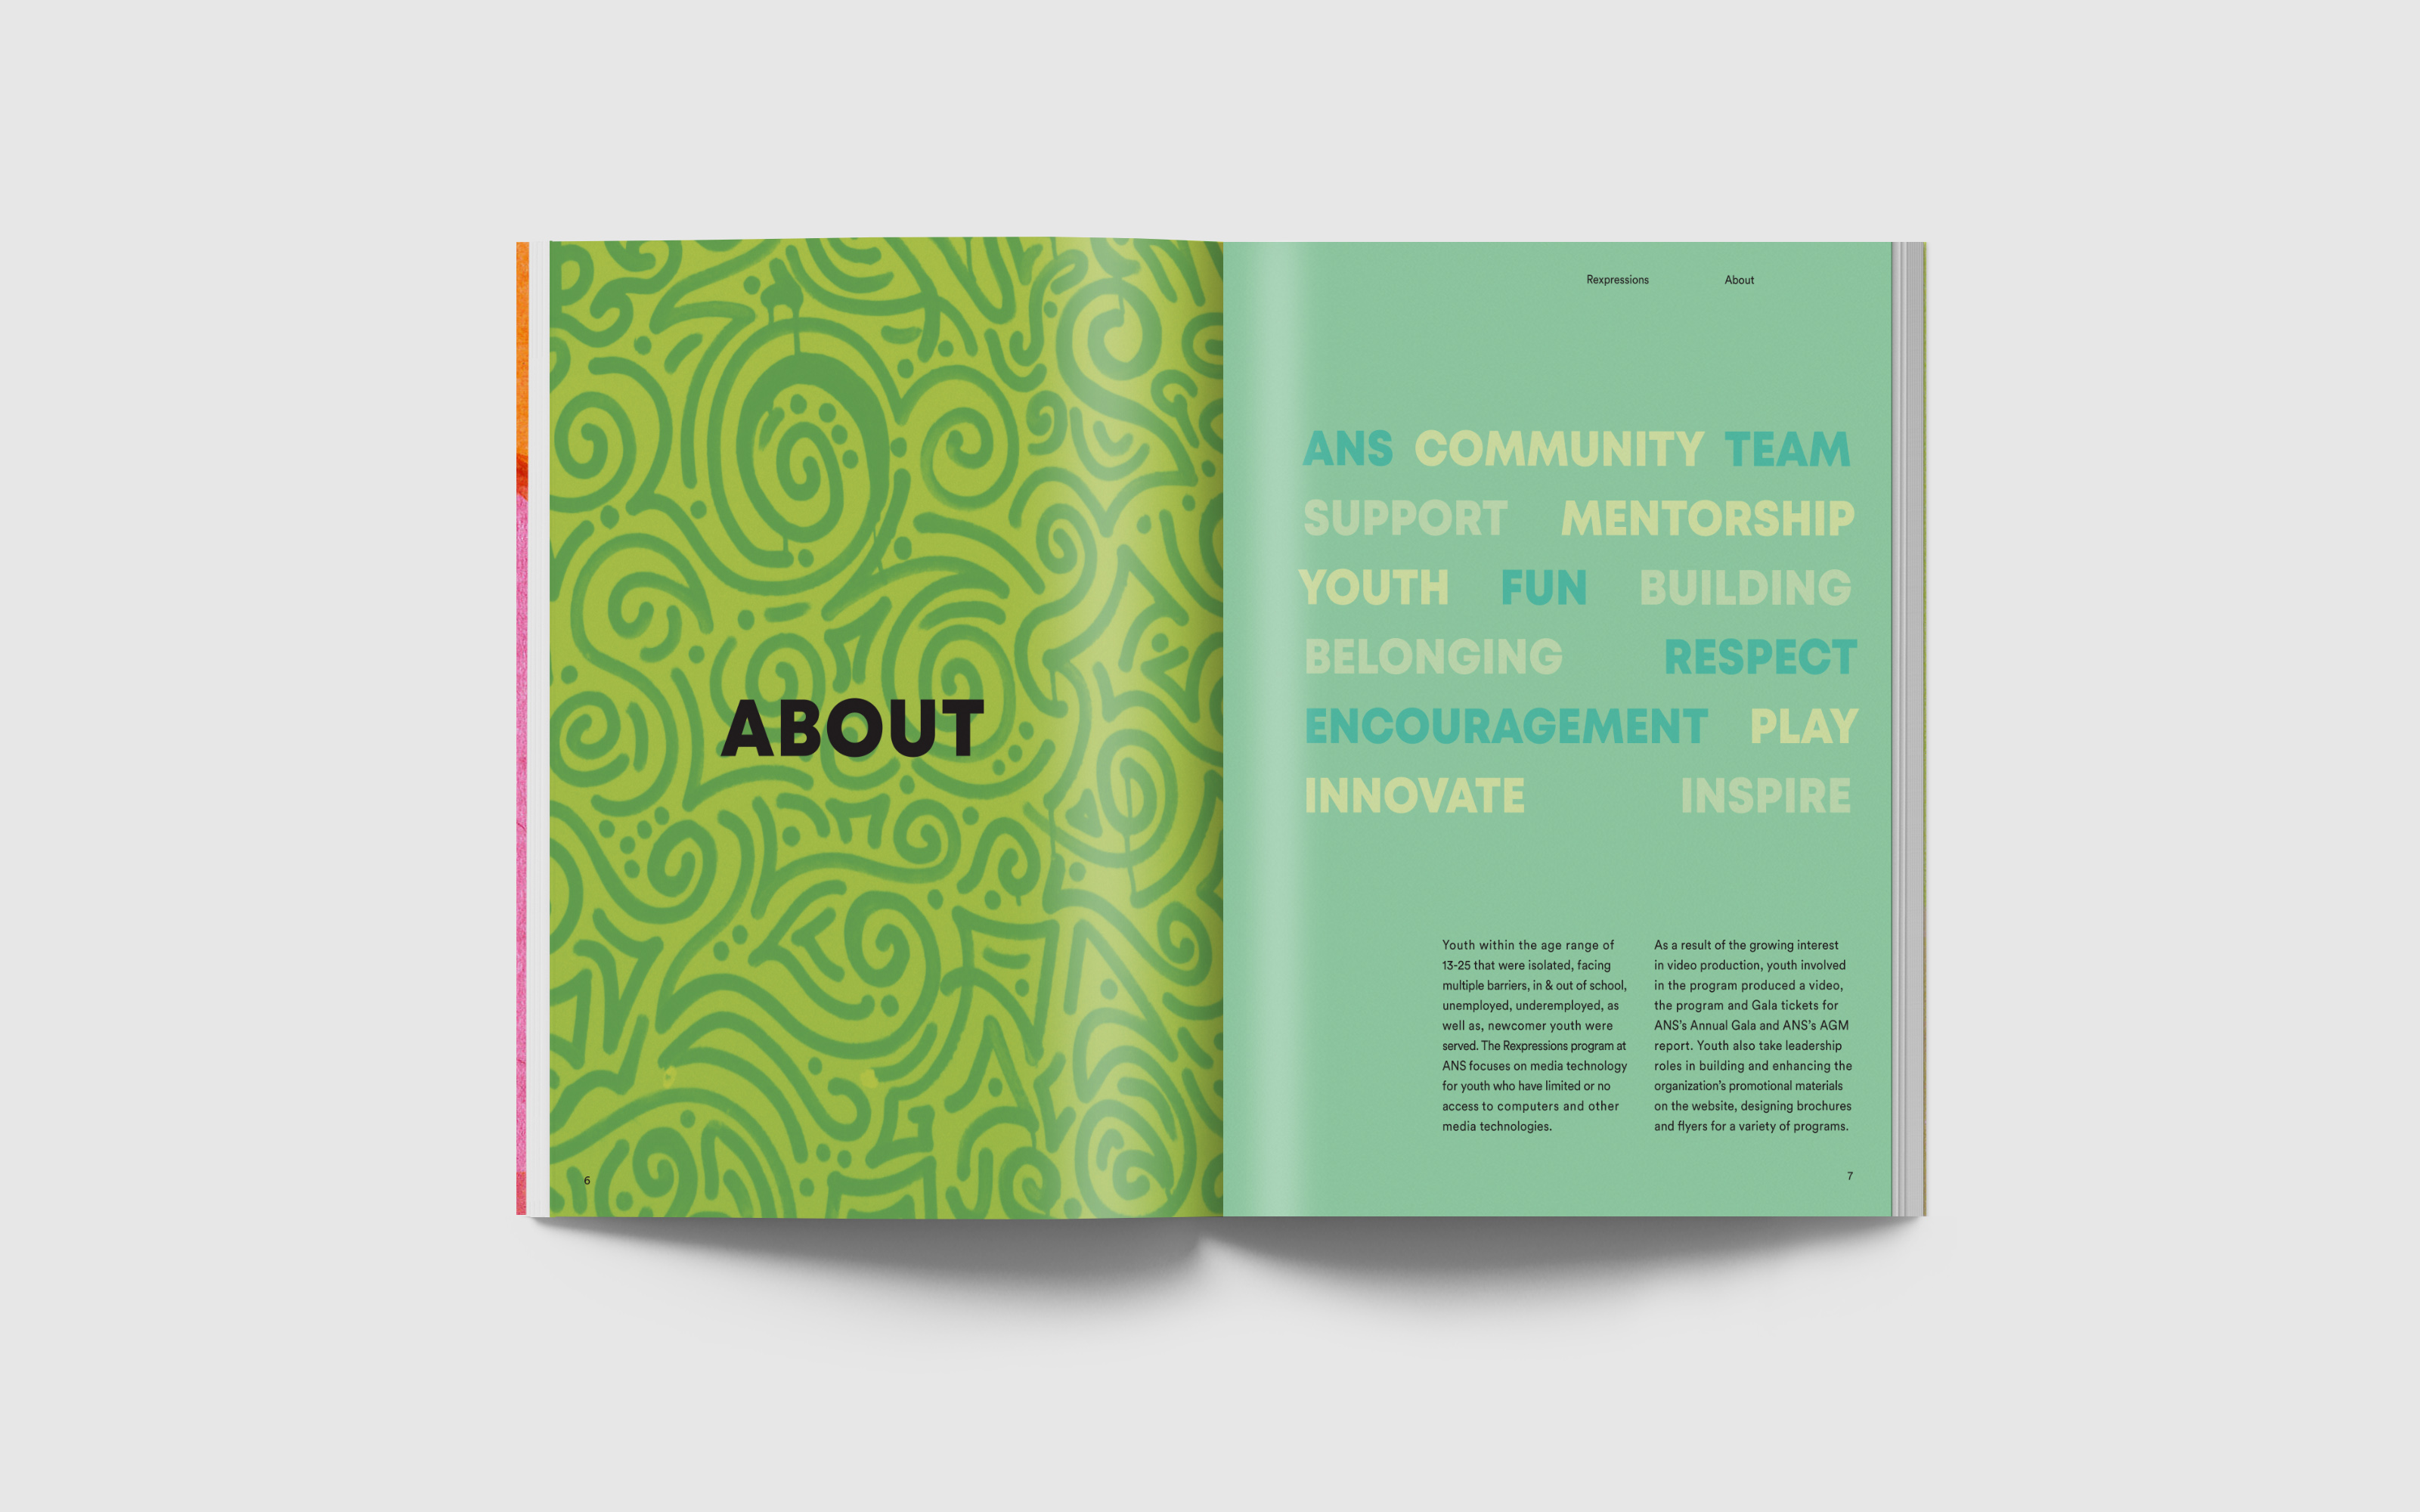 ABOUT
6
Rexpressions About
ANS COMMUNITY TEAM
SUPPORT MENTORSHIP
YOUTH FUN BUILDING
BELONGING RESPECT
ENCOURAGEMENT PLAY
INNOVATE INSPIRE
Youth within the age range of
13-25 that were isolated, facing
multiple barriers, in & out of school,
unemployed, underemployed, as
well as, newcomer youth were
served. The Rexpressions program at
ANS focuses on media technology
for youth who have limited or no
access to computers and other
media technologies.
As a result of the growing interest
in video production, youth involved
in the program produced a video,
the program and Gala tickets for
ANS's Annual Gala and ANS's AGM
report. Youth also take leadership
roles in building and enhancing the
organization's promotional materials
on the website, designing brochures
and flyers for a variety of programs.
7